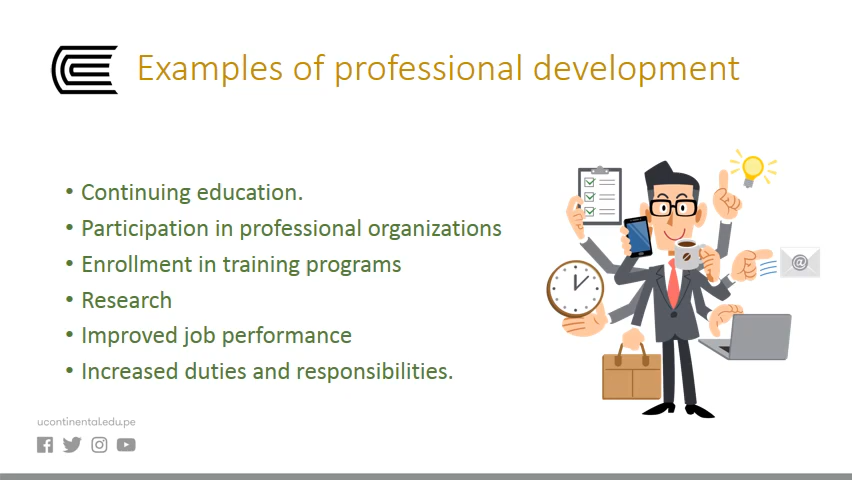 Examples of professional development
• Continuing education.
• Participation in professional organizations
• Enrollment in training programs
• Research
• Improved job performance
• Increased duties and responsibilities.
@
ucontinental.edu.pe